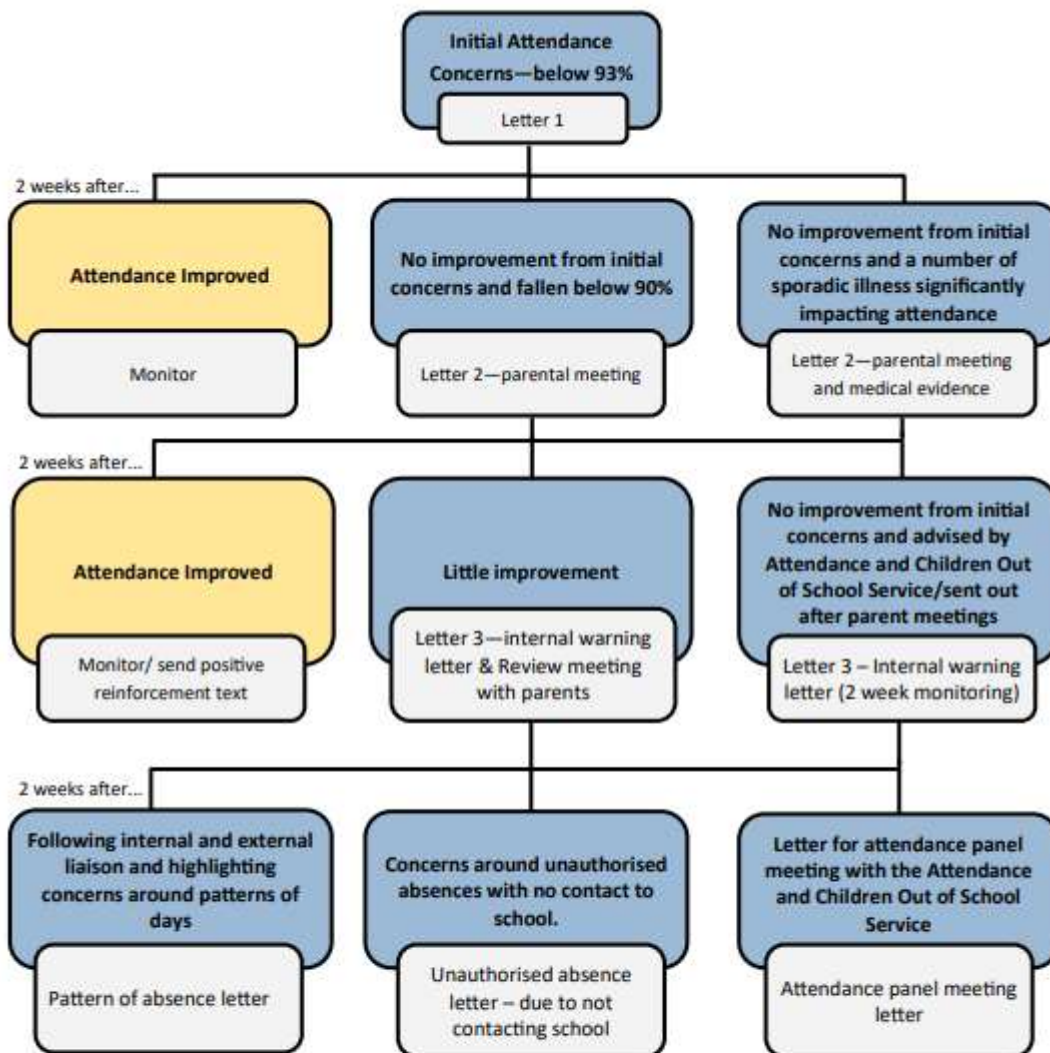 Initial Attendance
Concerns—below 93%
Letter 1
2 weeks after...
Attendance Improved
Monitor
No improvement from initial
concerns and fallen below 90%
Letter 2—parental meeting
No improvement from initial
concerns and a number of
sporadic illness significantly
impacting attendance
Letter 2—parental meeting
and medical evidence
2 weeks after...
Attendance Improved
Monitor/ send positive
reinforcement text
Little improvement
Letter 3—internal warning
letter & Review meeting
with parents
No improvement from initial
concerns and advised by
Attendance and Children Out
of School Service/sent out
after parent meetings
Letter 3 – Internal warning
letter (2 week monitoring)
2 weeks after...
Following internal and external
liaison and highlighting
concerns around patterns of
days
Pattern of absence letter
Concerns around unauthorised
absences with no contact to
school.
Unauthorised absence
letter – due to not
contacting school
Letter for attendance panel
meeting with the Attendance
and Children Out of School
Service
Attendance panel meeting
letter